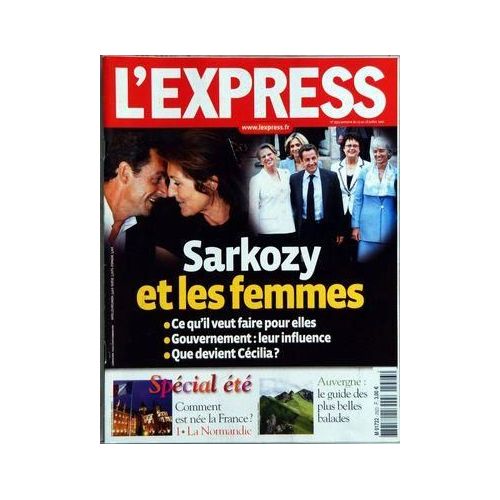 L'EXPRESS
www.lexpress.fr
Sarkozy
et les femmes
• Ce qu'il veut faire pour elles
• Gouvernement : leur influence
• Que devient Cécilia ?
Spécial été
Comment
est née la France ?
1• La Normandie
Auvergne :
le guide des
plus belles
balades